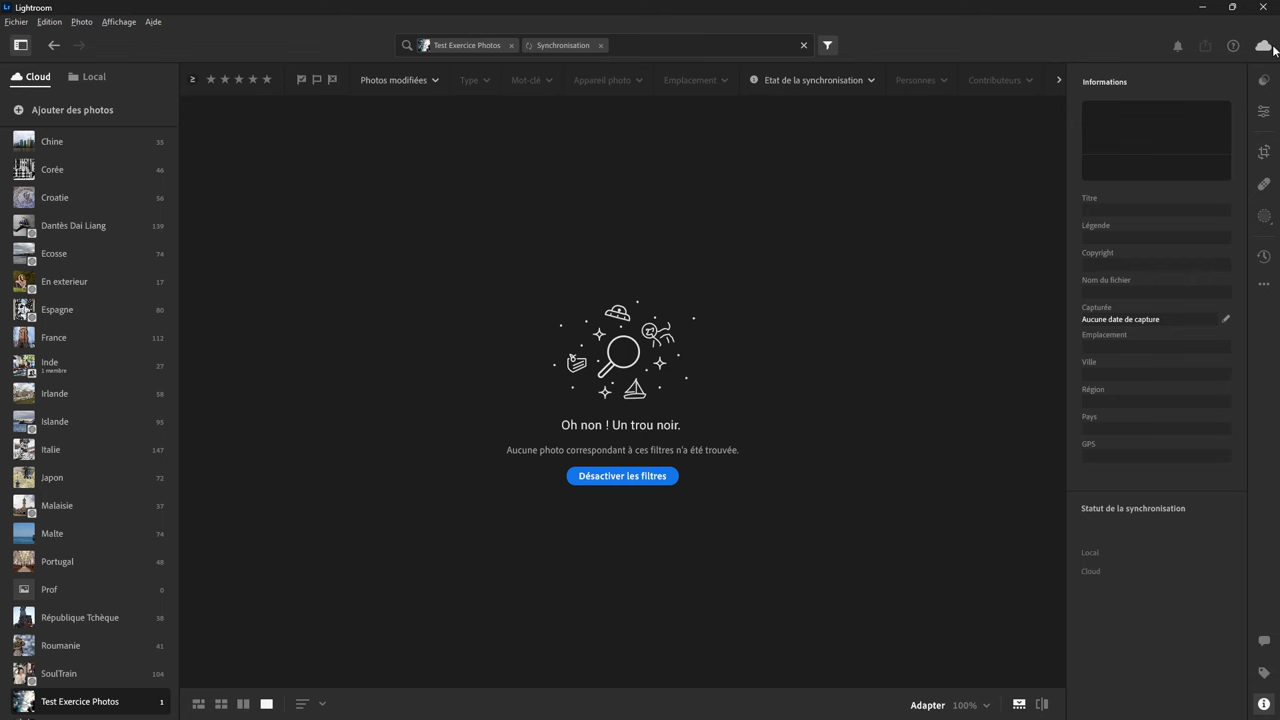 Lr Lightroom
Fichier Edition Photo Affichage Aide
Test Exercice Photos × Synchronisation ×
Cloud Local
≥ Photos modifiées Type Mot-clé Appareil photo Emplacement Etat de la synchronisation Personnes Contributeurs
Ajouter des photos
Chine 35
Corée 46
Croatie 56
Dantès Dai Liang 139
Ecosse 74
En exterieur 17
Espagne 80
France 112
Inde 27
1 membre
Irlande 58
Islande 95
Italie 147
Japon 72
Malaisie 37
Malte 74
Portugal 48
Prof 0
République Tchèque 38
Roumanie 41
SoulTrain 104
Test Exercice Photos 1
Oh non ! Un trou noir.
Aucune photo correspondant à ces filtres n'a été trouvée.
Désactiver les filtres
Adapter 100%
Informations
Titre
Légende
Copyright
Nom du fichier
Capturée
Aucune date de capture
Emplacement
Ville
Région
Pays
GPS
Statut de la synchronisation
Local
Cloud